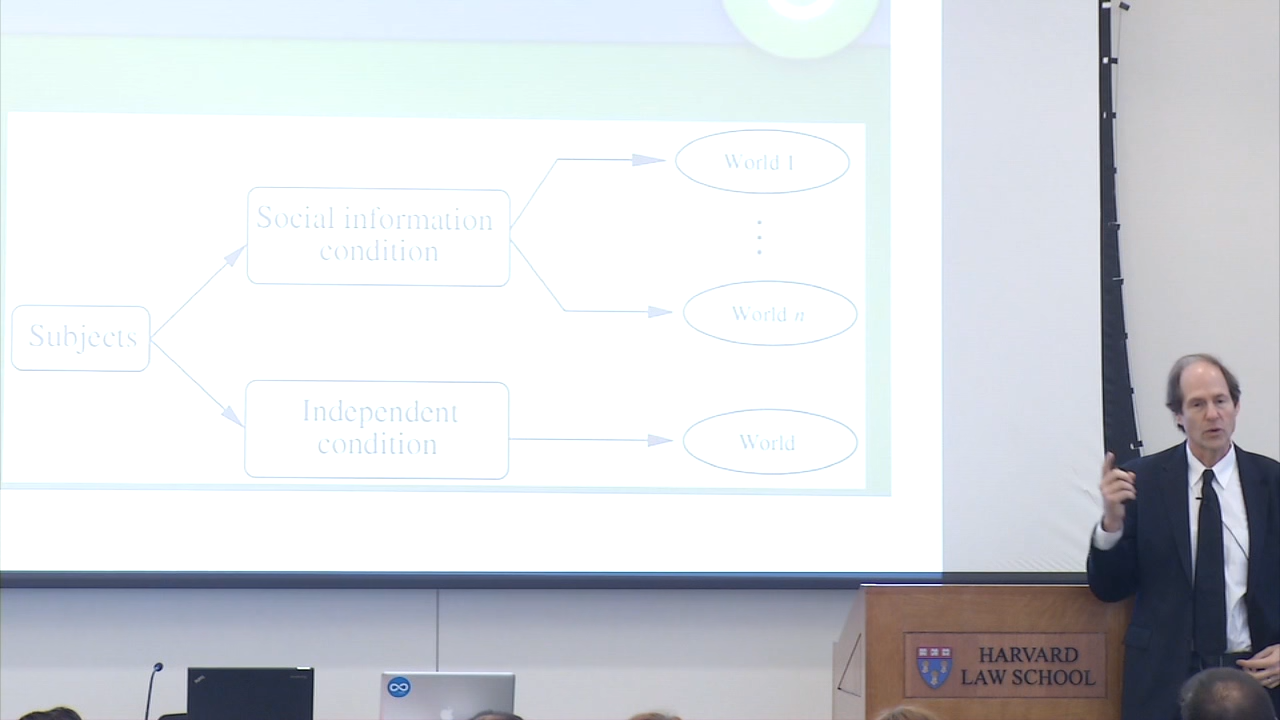 World 1
Social information
condition
World n
Subjects
Independent
condition
World
HARVARD
LAW SCHOOL